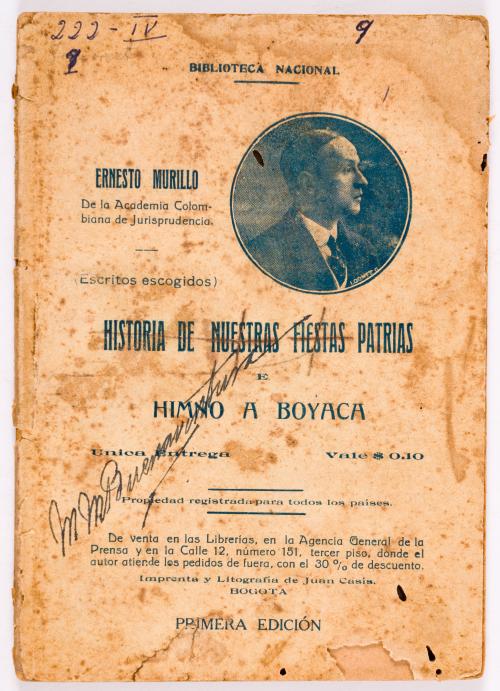 222 - IV
9
BIBLIOTECA NACIONAL
ERNESTO MURILLO
De la Academia Colom-
biana de Jurisprudencia.
(Escritos escogidos)
HISTORIA DE NUESTRAS FIESTAS PATRIAS
E
HIMNO A BOYACA
Unica Entrega
Vale $ 0.10
M. M. Buenaventura
Propiedad registrada para todos los países.
De venta en las Librerías, en la Agencia General de la
Prensa y en la Calle 12, número 151, tercer piso, donde el
autor atiende los pedidos de fuera, con el 30 % de descuento.
Imprenta y Litografía de Juan Casis.
BOGOTA
PRIMERA EDICIÓN